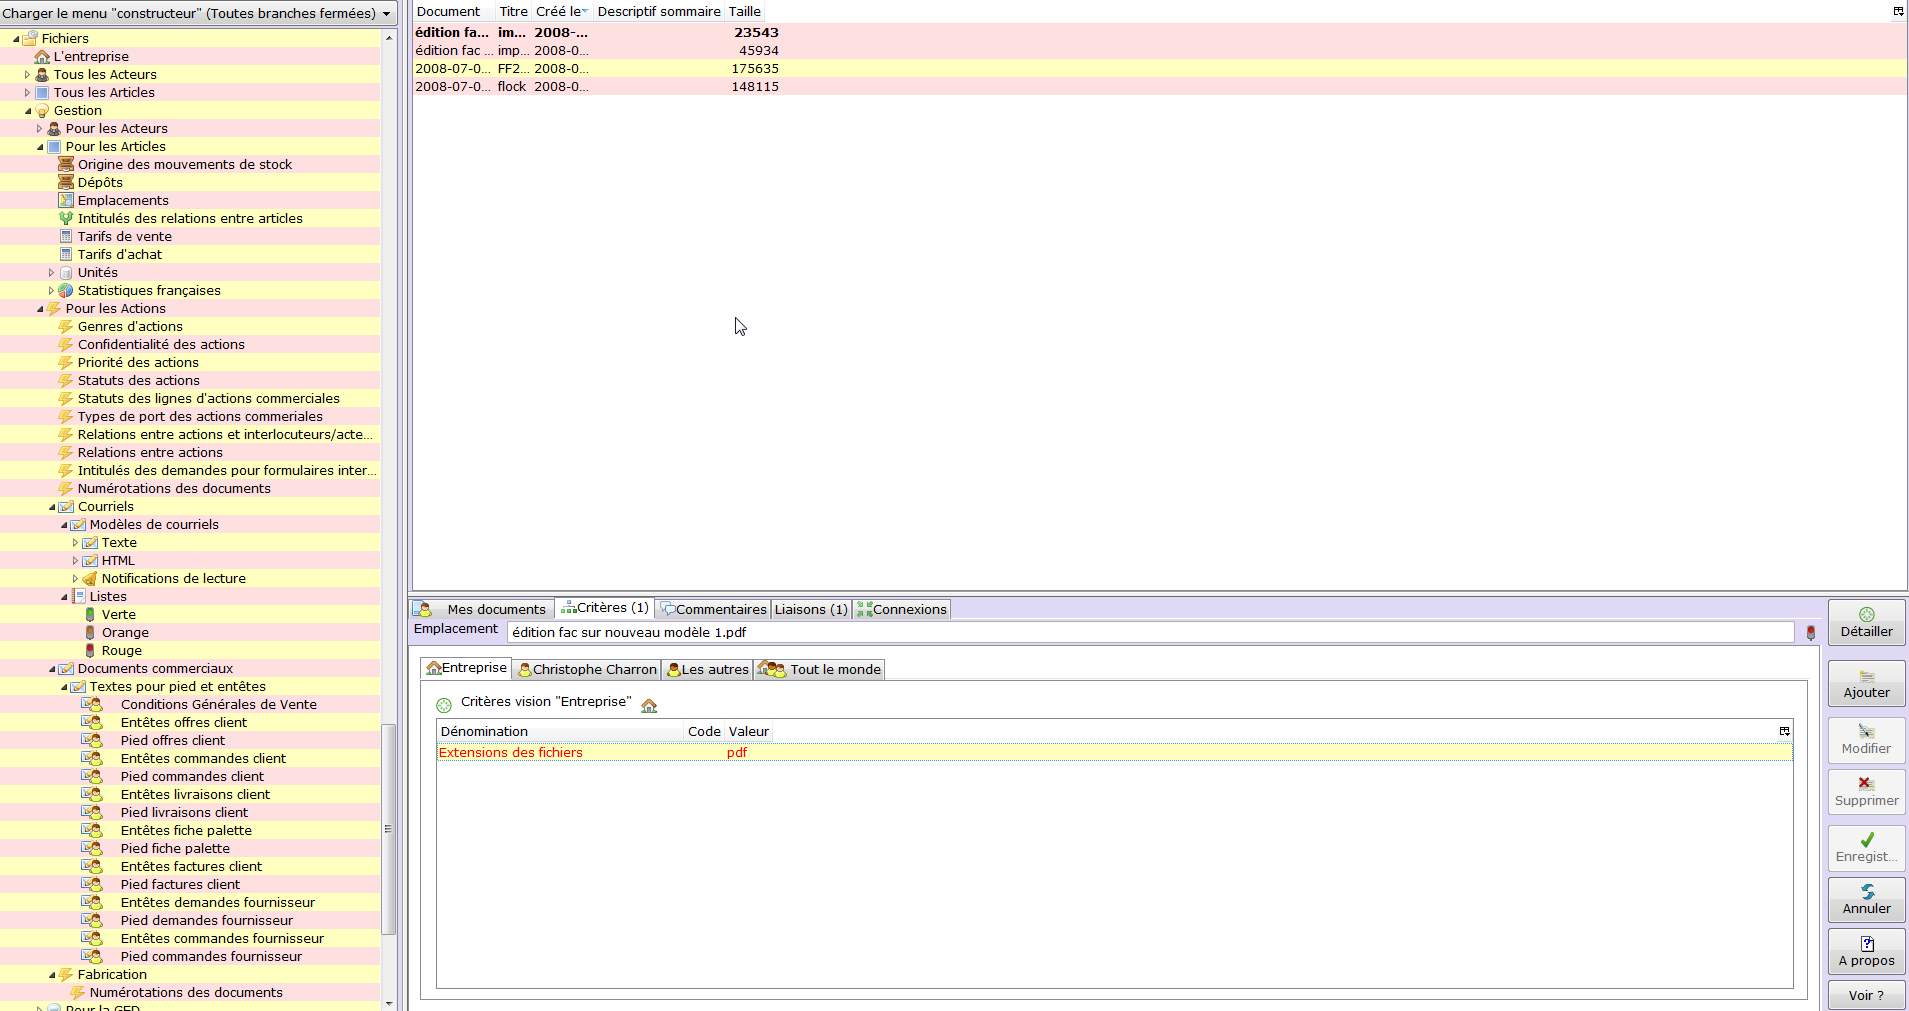 Charger le menu "constructeur" (Toutes branches fermées)
Fichiers
L'entreprise
Tous les Acteurs
Tous les Articles
Gestion
Pour les Acteurs
Pour les Articles
Origine des mouvements de stock
Dépôts
Emplacements
Intitulés des relations entre articles
Tarifs de vente
Tarifs d'achat
Unités
Statistiques françaises
Pour les Actions
Genres d'actions
Confidentialité des actions
Priorité des actions
Statuts des actions
Statuts des lignes d'actions commerciales
Types de port des actions commeriales
Relations entre actions et interlocuteurs/acte...
Relations entre actions
Intitulés des demandes pour formulaires inter...
Numérotations des documents
Courriels
Modèles de courriels
Texte
HTML
Notifications de lecture
Listes
Verte
Orange
Rouge
Documents commerciaux
Textes pour pied et entêtes
Conditions Générales de Vente
Entêtes offres client
Pied offres client
Entêtes commandes client
Pied commandes client
Entêtes livraisons client
Pied livraisons client
Entêtes fiche palette
Pied fiche palette
Entêtes factures client
Pied factures client
Entêtes demandes fournisseur
Pied demandes fournisseur
Entêtes commandes fournisseur
Pied commandes fournisseur
Fabrication
Numérotations des documents
Pour la GED
Document Titre Créé le Descriptif sommaire Taille
édition fa... im... 2008-... 23543
édition fac ... imp... 2008-0... 45934
2008-07-0... FF2... 2008-0... 175635
2008-07-0... flock 2008-0... 148115
Mes documents Critères (1) Commentaires Liaisons (1) Connexions
Emplacement édition fac sur nouveau modèle 1.pdf
Entreprise Christophe Charron Les autres Tout le monde
Critères vision "Entreprise"
Dénomination Code Valeur
Extensions des fichiers pdf
Détailler
Ajouter
Modifier
Supprimer
Enregist...
Annuler
A propos
Voir ?